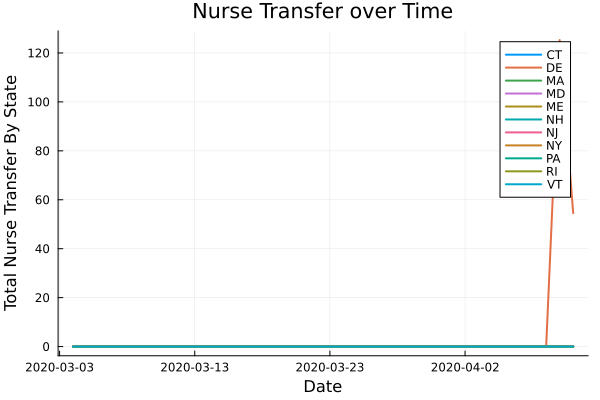 Nurse Transfer over Time
Total Nurse Transfer By State
120
100
80
60
40
20
0
CT
DE
MA
MD
ME
NH
NJ
NY
PA
RI
VT
2020-03-03
2020-03-13
2020-03-23
2020-04-02
Date